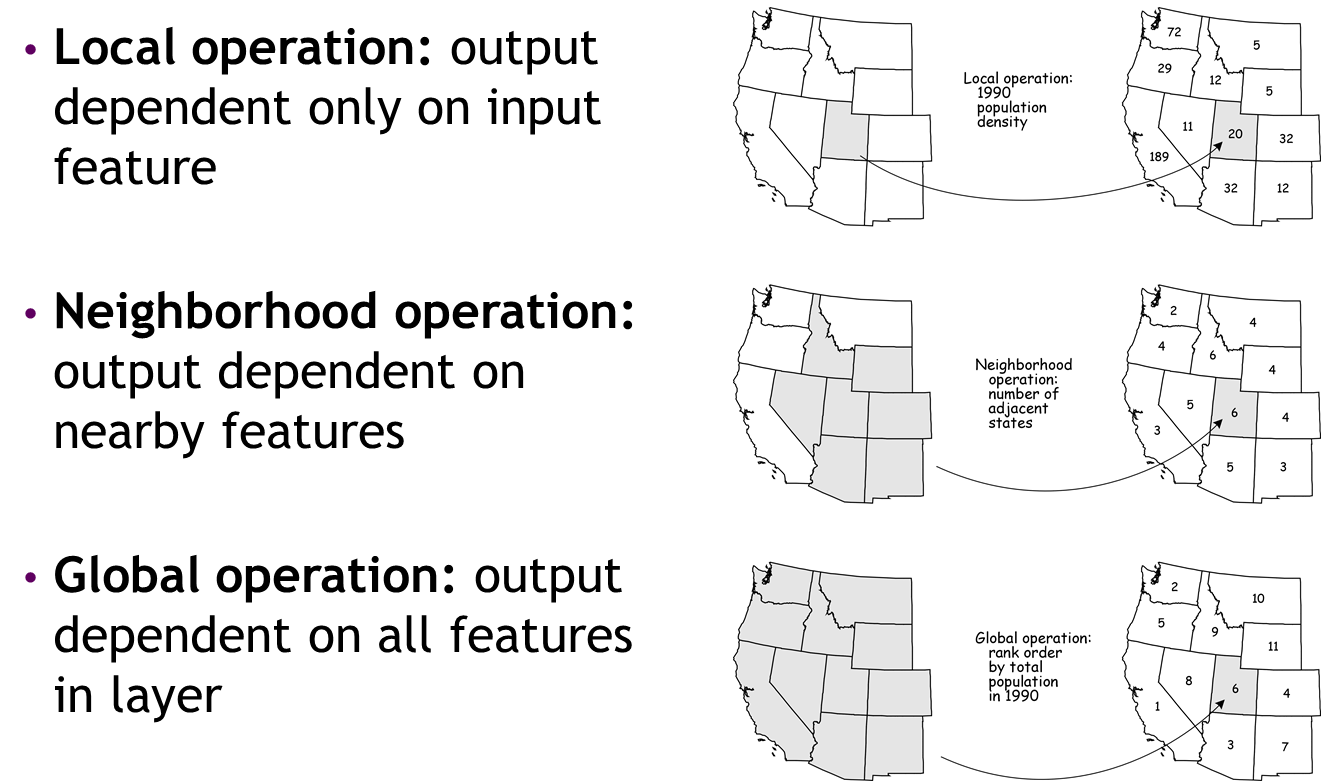 • Local operation: output
dependent only on input
feature
Local operation:
1990
population
density
72
5
29
12
5
11
20
32
189
32
12
• Neighborhood operation:
output dependent on
nearby features
Neighborhood
operation:
number of
adjacent
states
2
4
4
6
4
5
6
4
3
5
3
• Global operation: output
dependent on all features
in layer
Global operation:
rank order
by total
population
in 1990
2
10
5
9
11
8
6
4
1
3
7